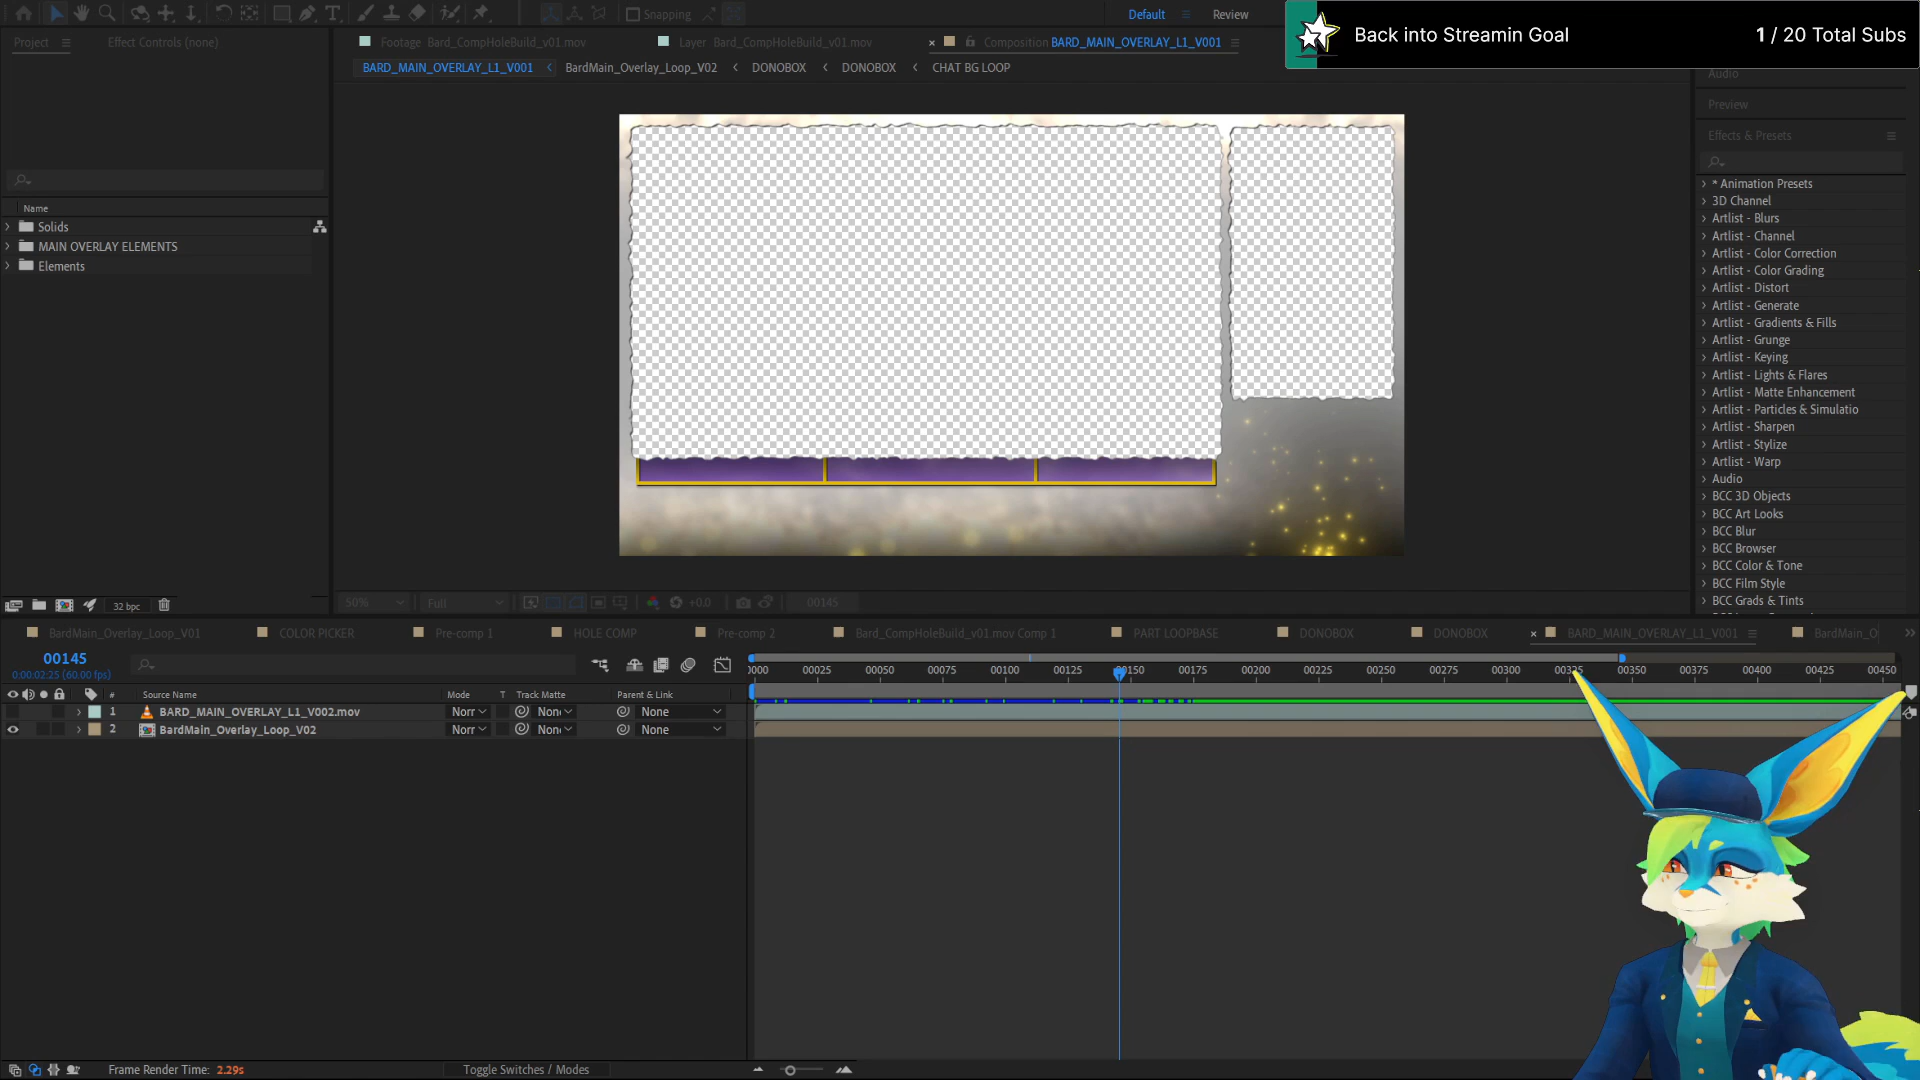 Snapping
Default
Review
Back into Streamin Goal
1 / 20 Total Subs
Project
Effect Controls (none)
Footage Bard_CompHoleBuild_v01.mov
Layer Bard_CompHoleBuild_v01.mov
Composition BARD_MAIN_OVERLAY_L1_V001
BARD_MAIN_OVERLAY_L1_V001
BardMain_Overlay_Loop_V02
DONOBOX
DONOBOX
CHAT BG LOOP
Audio
Preview
Effects & Presets
Name
Solids
MAIN OVERLAY ELEMENTS
Elements
* Animation Presets
3D Channel
Artlist - Blurs
Artlist - Channel
Artlist - Color Correction
Artlist - Color Grading
Artlist - Distort
Artlist - Generate
Artlist - Gradients & Fills
Artlist - Grunge
Artlist - Keying
Artlist - Lights & Flares
Artlist - Matte Enhancement
Artlist - Particles & Simulatio
Artlist - Sharpen
Artlist - Stylize
Artlist - Warp
Audio
BCC 3D Objects
BCC Art Looks
BCC Blur
BCC Browser
BCC Color & Tone
BCC Film Style
BCC Grads & Tints
32 bpc
50%
Full
+0.0
00145
BardMain_Overlay_Loop_V01
COLOR PICKER
Pre-comp 1
HOLE COMP
Pre-comp 2
Bard_CompHoleBuild_v01.mov Comp 1
PART LOOPBASE
DONOBOX
DONOBOX
BARD_MAIN_OVERLAY_L1_V001
BardMain_O
00145
0:00:02:25 (60.00 fps)
0000 00025 00050 00075 00100 00125 00150 00175 00200 00225 00250 00275 00300 00325 00350 00375 00400 00425 00450
# Source Name Mode T Track Matte Parent & Link
1 BARD_MAIN_OVERLAY_L1_V002.mov Norr None None
2 BardMain_Overlay_Loop_V02 Norr None None
Frame Render Time: 2.29s
Toggle Switches / Modes